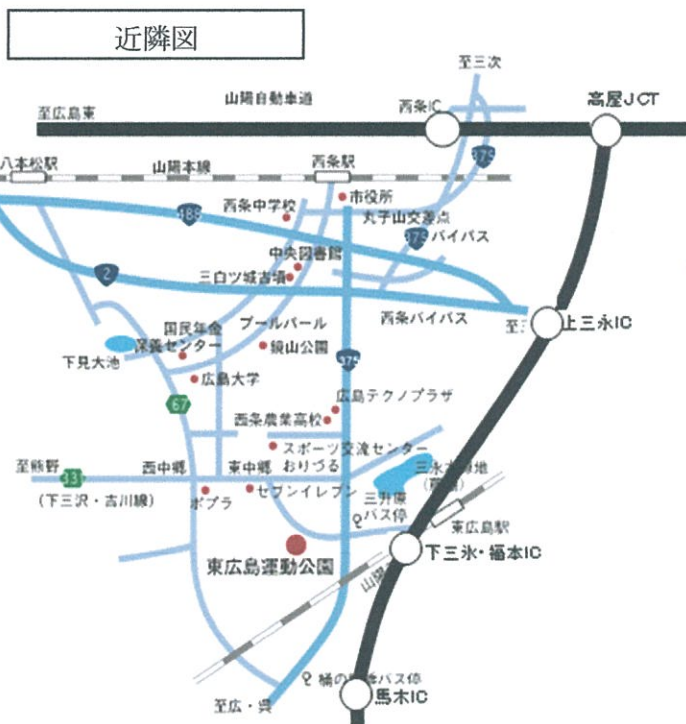 近隣図
至三次
山陽自動車道
西条IC
高屋JCT
至広島東
八本松駅
山陽本線
西条駅
375
市役所
西条中学校
丸子山交差点
486
375
バイパス
中央図書館
2
三白ツ城古墳
西条バイパス
至三
上三永IC
国民年金
ブールバール
保養センター
鏡山公園
下見大池
375
広島大学
広島テクノプラザ
67
西条農業高校
スポーツ交流センター
おりづる
至熊野
西中郷
東中郷
33
(下三沢・吉川線)
ポプラ
セブンイレブン
三升原
バス停
東広島駅
下三氷・福本IC
東広島運動公園
山陽
バス停
馬木IC
至広・呉